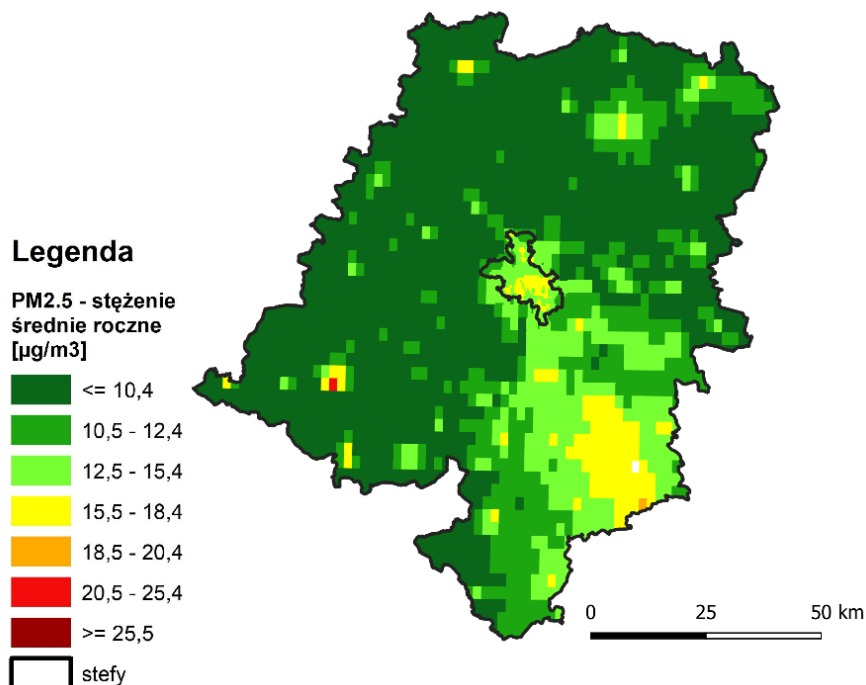 Legenda
PM2.5 - stężenie
średnie roczne
[µg/m3]
<= 10,4
10,5 - 12,4
12,5 - 15,4
15,5 - 18,4
18,5 - 20,4
20,5 - 25,4
>= 25,5
stefy
0 25 50 km